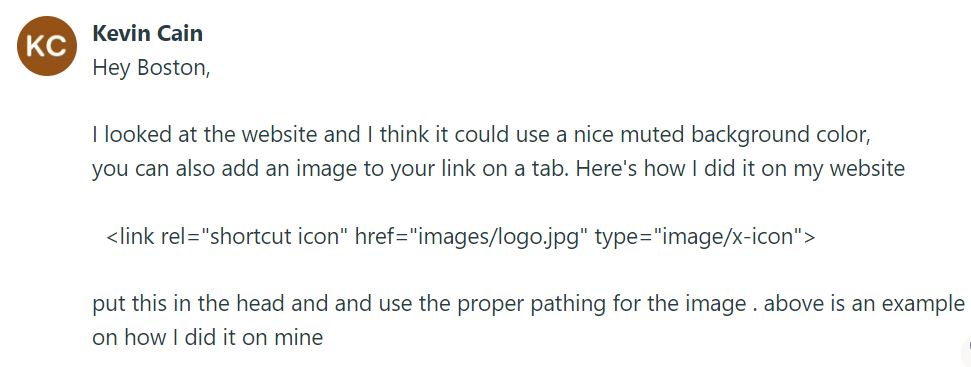 KC
Kevin Cain
Hey Boston,
I looked at the website and I think it could use a nice muted background color,
you can also add an image to your link on a tab. Here's how I did it on my website
<link rel="shortcut icon" href="images/logo.jpg" type="image/x-icon">
put this in the head and and use the proper pathing for the image . above is an example
on how I did it on mine